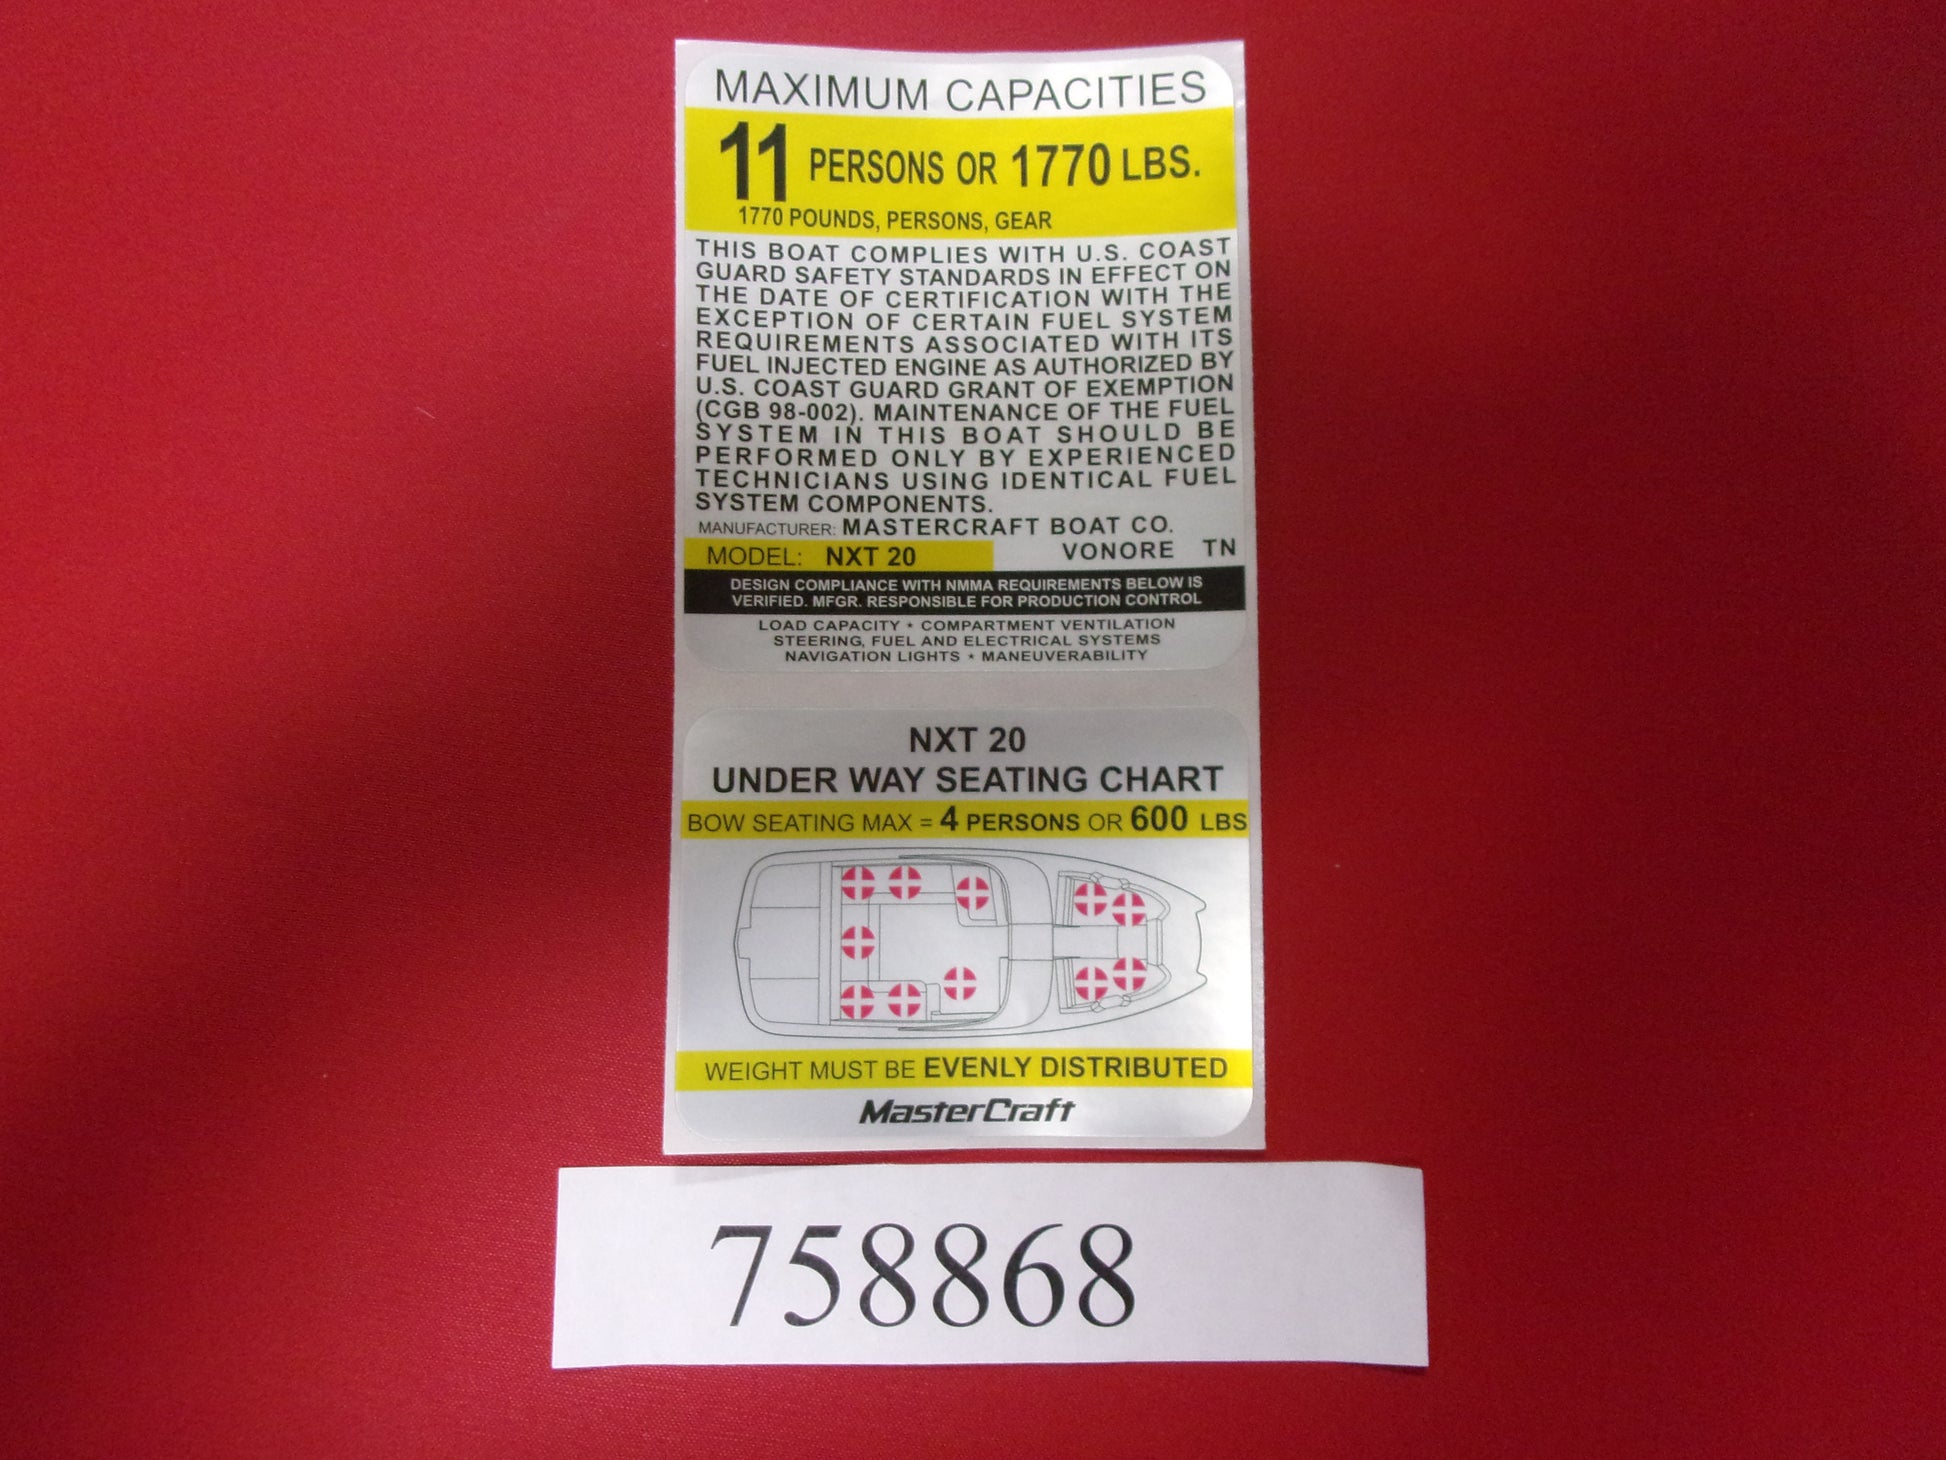 MAXIMUM CAPACITIES
11 PERSONS OR 1770 LBS.
1770 POUNDS, PERSONS, GEAR
THIS BOAT COMPLIES WITH U.S. COAST
GUARD SAFETY STANDARDS IN EFFECT ON
THE DATE OF CERTIFICATION WITH THE
EXCEPTION OF CERTAIN FUEL SYSTEM
REQUIREMENTS ASSOCIATED WITH ITS
FUEL INJECTED ENGINE AS AUTHORIZED BY
U.S. COAST GUARD GRANT OF EXEMPTION
(CGB 98-002). MAINTENANCE OF THE FUEL
SYSTEM IN THIS BOAT SHOULD BE
PERFORMED ONLY BY EXPERIENCED
TECHNICIANS USING IDENTICAL FUEL
SYSTEM COMPONENTS.
MANUFACTURER: MASTERCRAFT BOAT CO.
MODEL: NXT 20 VONORE TN
DESIGN COMPLIANCE WITH NMMA REQUIREMENTS BELOW IS
VERIFIED. MFGR. RESPONSIBLE FOR PRODUCTION CONTROL
LOAD CAPACITY * COMPARTMENT VENTILATION
STEERING, FUEL AND ELECTRICAL SYSTEMS
NAVIGATION LIGHTS * MANEUVERABILITY
NXT 20
UNDER WAY SEATING CHART
BOW SEATING MAX = 4 PERSONS OR 600 LBS
WEIGHT MUST BE EVENLY DISTRIBUTED
MasterCraft
758868